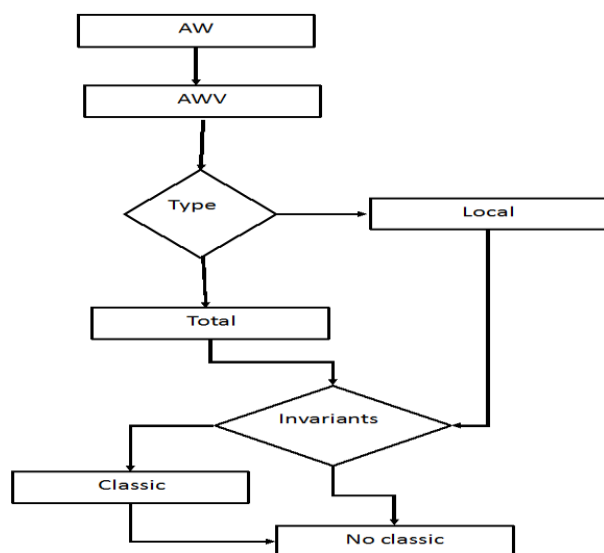 AW
AWV
Type
Local
Total
Invariants
Classic
No classic